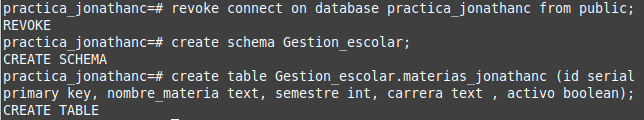 practica_jonathanc=# revoke connect on database practica_jonathanc from public;
REVOKE
practica_jonathanc=# create schema Gestion_escolar;
CREATE SCHEMA
practica_jonathanc=# create table Gestion_escolar.materias_jonathanc (id serial
primary key, nombre_materia text, semestre int, carrera text , activo boolean);
CREATE TABLE